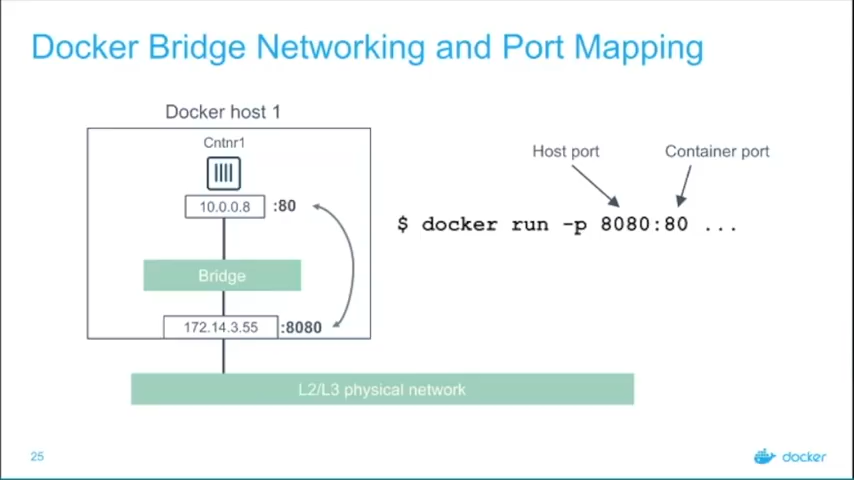 Docker Bridge Networking and Port Mapping
Docker host 1
Cntnr1
10.0.0.8 :80
Bridge
172.14.3.55 :8080
L2/L3 physical network
Host port
Container port
$ docker run -p 8080:80 ...
25
docker